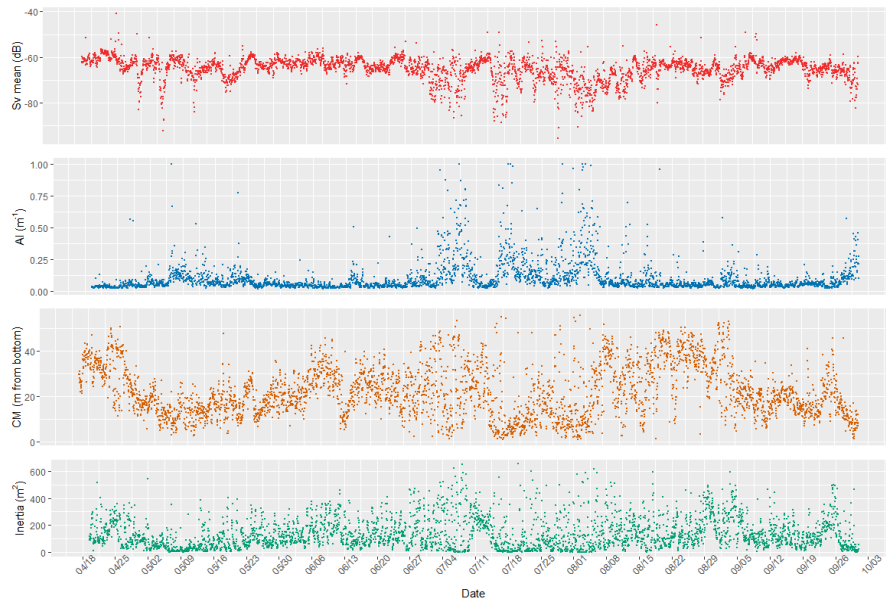 -40
-60
-80
Sv mean (dB)
1.00
0.75
0.50
0.25
0.00
AI (m⁻¹)
40
20
0
CM (m from bottom)
600
400
200
0
Inertia (m²)
04/18 04/25 05/02 05/09 05/16 05/23 05/30 06/06 06/13 06/20 06/27 07/04 07/11 07/18 07/25 08/01 08/08 08/15 08/22 08/29 09/05 09/12 09/19 09/26 10/03
Date